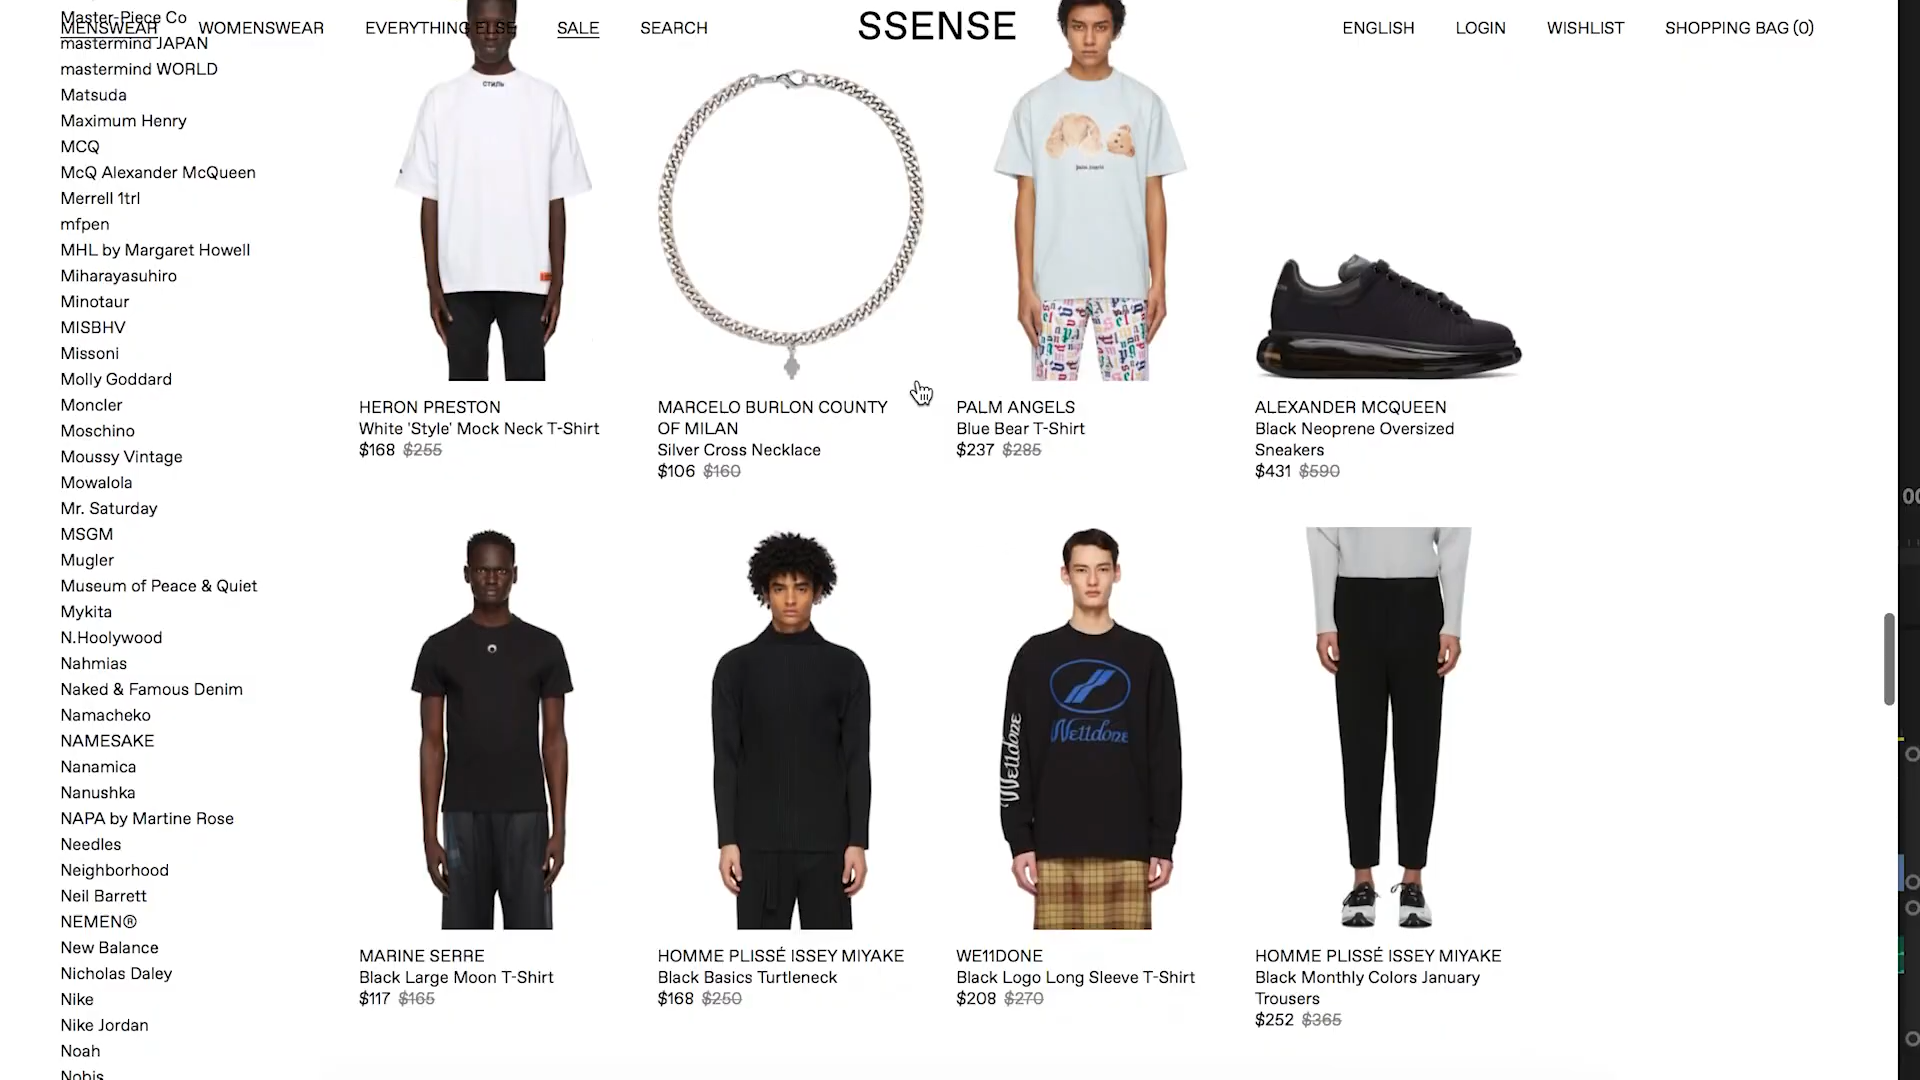 MENSWEAR
WOMENSWEAR
EVERYTHING ELSE
SALE
SEARCH
SSENSE
ENGLISH
LOGIN
WISHLIST
SHOPPING BAG (0)
Master-Piece Co
mastermind JAPAN
mastermind WORLD
Matsuda
Maximum Henry
MCQ
McQ Alexander McQueen
Merrell 1trl
mfpen
MHL by Margaret Howell
Miharayasuhiro
Minotaur
MISBHV
Missoni
Molly Goddard
Moncler
Moschino
Moussy Vintage
Mowalola
Mr. Saturday
MSGM
Mugler
Museum of Peace & Quiet
Mykita
N.Hoolywood
Nahmias
Naked & Famous Denim
Namacheko
NAMESAKE
Nanamica
Nanushka
NAPA by Martine Rose
Needles
Neighborhood
Neil Barrett
NEMEN®
New Balance
Nicholas Daley
Nike
Nike Jordan
Noah
Nobis
СТИЛЬ
HERON PRESTON
White 'Style' Mock Neck T-Shirt
$168 $255
MARCELO BURLON COUNTY
OF MILAN
Silver Cross Necklace
$106 $160
Palm Angels
PALM ANGELS
Blue Bear T-Shirt
$237 $285
ALEXANDER MCQUEEN
Black Neoprene Oversized
Sneakers
$431 $590
MARINE SERRE
Black Large Moon T-Shirt
$117 $165
HOMME PLISSÉ ISSEY MIYAKE
Black Basics Turtleneck
$168 $250
We11done
We11done
WE11DONE
Black Logo Long Sleeve T-Shirt
$208 $270
HOMME PLISSÉ ISSEY MIYAKE
Black Monthly Colors January
Trousers
$252 $365
00